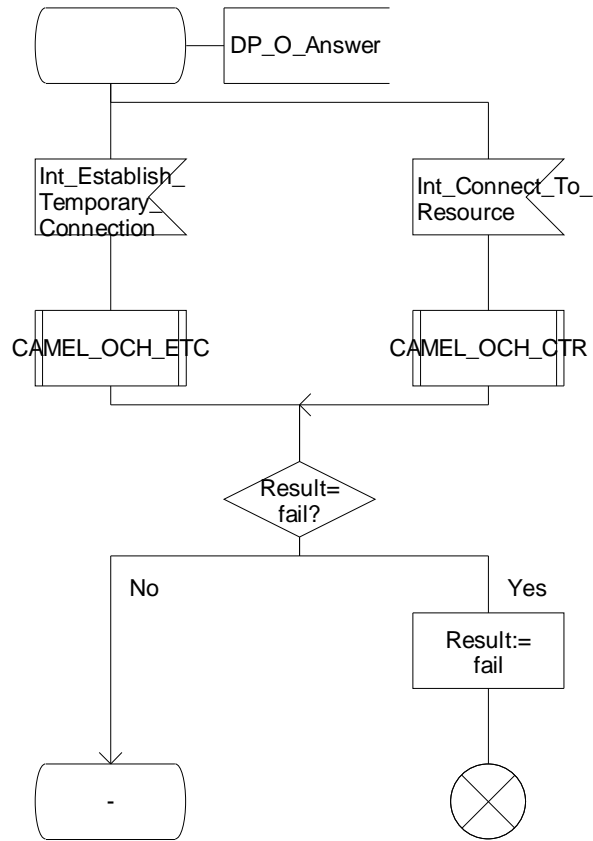 DP_O_Answer
Int_Establish_
Temporary_
Connection
Int_Connect_To_
Resource
CAMEL_OCH_ETC
CAMEL_OCH_CTR
Result=
fail?
No
Yes
Result:=
fail
-